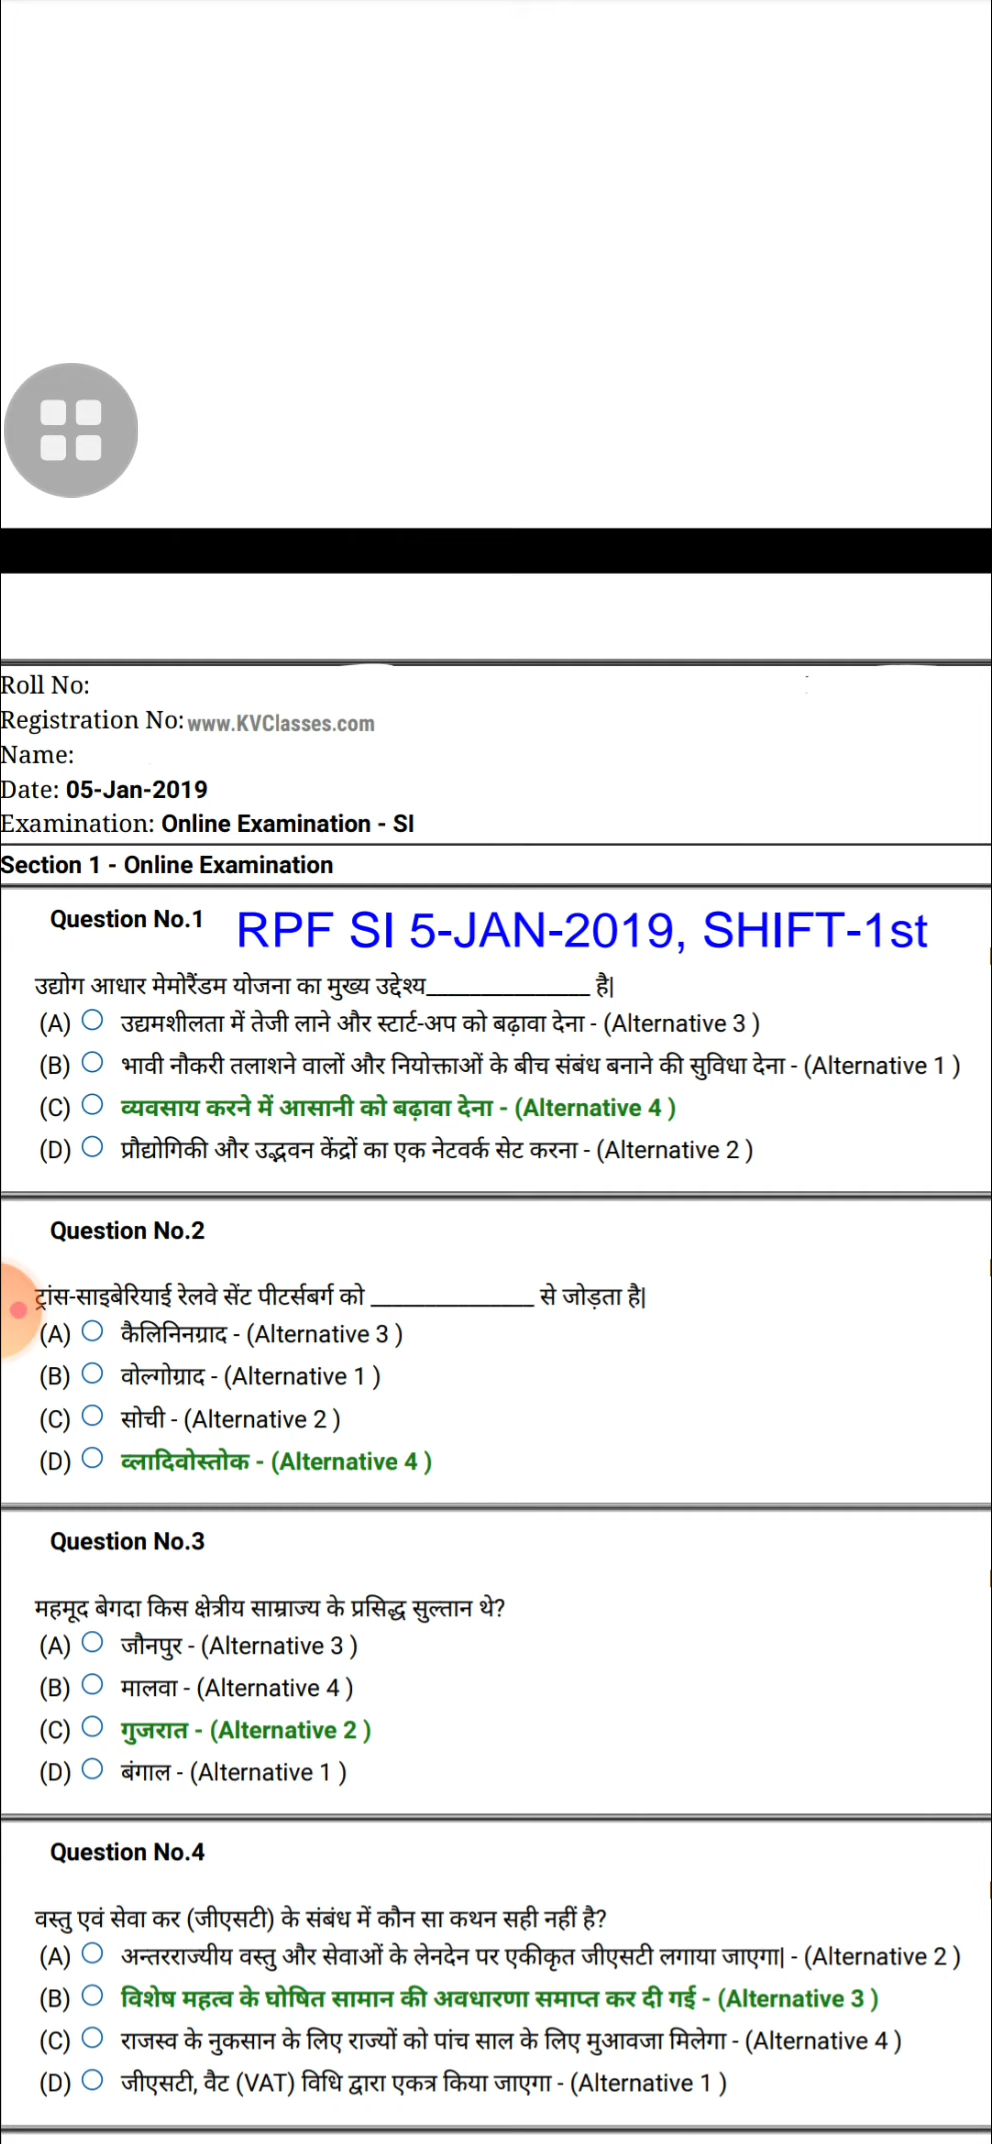 Roll No:
Registration No: www.KVClasses.com
Name:
Date: 05-Jan-2019
Examination: Online Examination - SI
Section 1 - Online Examination
Question No.1 RPF SI 5-JAN-2019, SHIFT-1st
उद्योग आधार मेमोरैंडम योजना का मुख्य उद्देश्य______________ है|
(A) उद्यमशीलता में तेजी लाने और स्टार्ट-अप को बढ़ावा देना - (Alternative 3 )
(B) भावी नौकरी तलाशने वालों और नियोक्ताओं के बीच संबंध बनाने की सुविधा देना - (Alternative 1 )
(C) व्यवसाय करने में आसानी को बढ़ावा देना - (Alternative 4 )
(D) प्रौद्योगिकी और उद्भवन केंद्रों का एक नेटवर्क सेट करना - (Alternative 2 )
Question No.2
ट्रांस-साइबेरियाई रेलवे सेंट पीटर्सबर्ग को ______________ से जोड़ता है|
(A) कैलिनिनग्राद - (Alternative 3 )
(B) वोल्गोग्राद - (Alternative 1 )
(C) सोची - (Alternative 2 )
(D) व्लादिवोस्तोक - (Alternative 4 )
Question No.3
महमूद बेगदा किस क्षेत्रीय साम्राज्य के प्रसिद्ध सुल्तान थे?
(A) जौनपुर - (Alternative 3 )
(B) मालवा - (Alternative 4 )
(C) गुजरात - (Alternative 2 )
(D) बंगाल - (Alternative 1 )
Question No.4
वस्तु एवं सेवा कर (जीएसटी) के संबंध में कौन सा कथन सही नहीं है?
(A) अन्तरराज्यीय वस्तु और सेवाओं के लेनदेन पर एकीकृत जीएसटी लगाया जाएगा| - (Alternative 2 )
(B) विशेष महत्व के घोषित सामान की अवधारणा समाप्त कर दी गई - (Alternative 3 )
(C) राजस्व के नुकसान के लिए राज्यों को पांच साल के लिए मुआवजा मिलेगा - (Alternative 4 )
(D) जीएसटी, वैट (VAT) विधि द्वारा एकत्र किया जाएगा - (Alternative 1 )